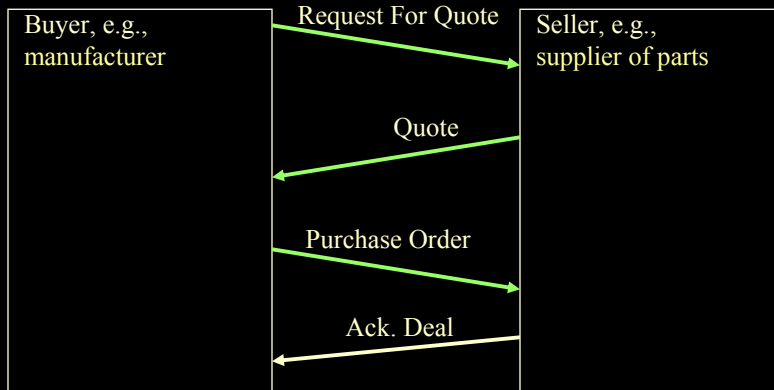 Buyer, e.g.,
manufacturer
Request For Quote
Seller, e.g.,
supplier of parts
Quote
Purchase Order
Ack. Deal